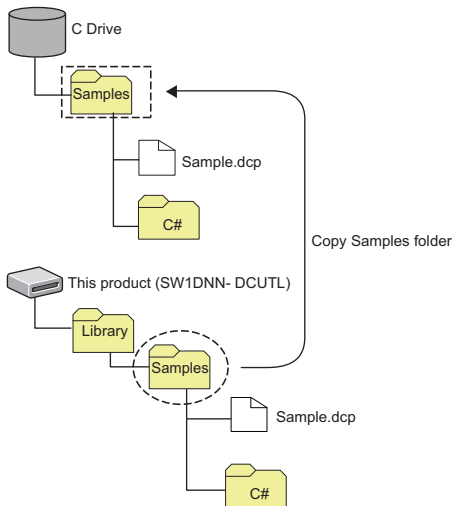 C Drive
Samples
Sample.dcp
C#
Copy Samples folder
This product (SW1DNN- DCUTL)
Library
Samples
Sample.dcp
C#